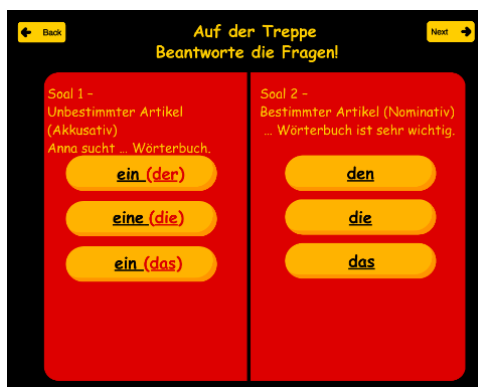 Back
Auf der Treppe
Next
Beantworte die Fragen!
Soal 1 –
Unbestimmter Artikel
(Akkusativ)
Anna sucht ... Wörterbuch.
ein (der)
eine (die)
ein (das)
Soal 2 –
Bestimmter Artikel (Nominativ)
... Wörterbuch ist sehr wichtig.
den
die
das